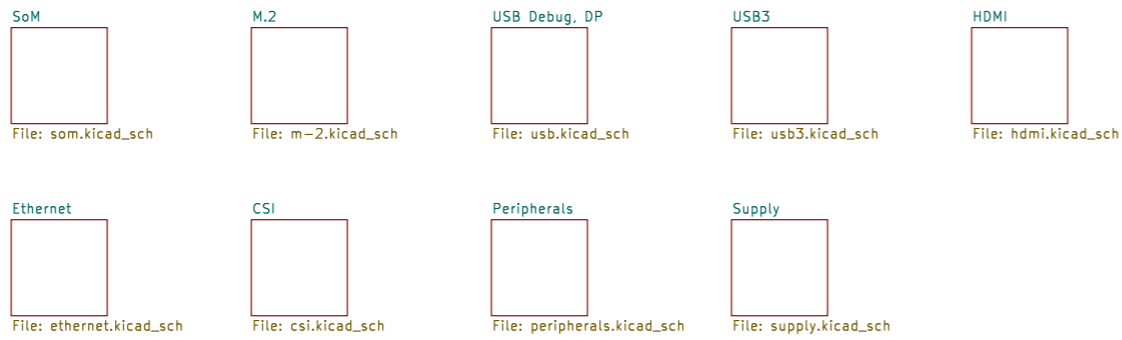 SoM
File: som.kicad_sch
M.2
File: m-2.kicad_sch
USB Debug, DP
File: usb.kicad_sch
USB3
File: usb3.kicad_sch
HDMI
File: hdmi.kicad_sch
Ethernet
File: ethernet.kicad_sch
CSI
File: csi.kicad_sch
Peripherals
File: peripherals.kicad_sch
Supply
File: supply.kicad_sch